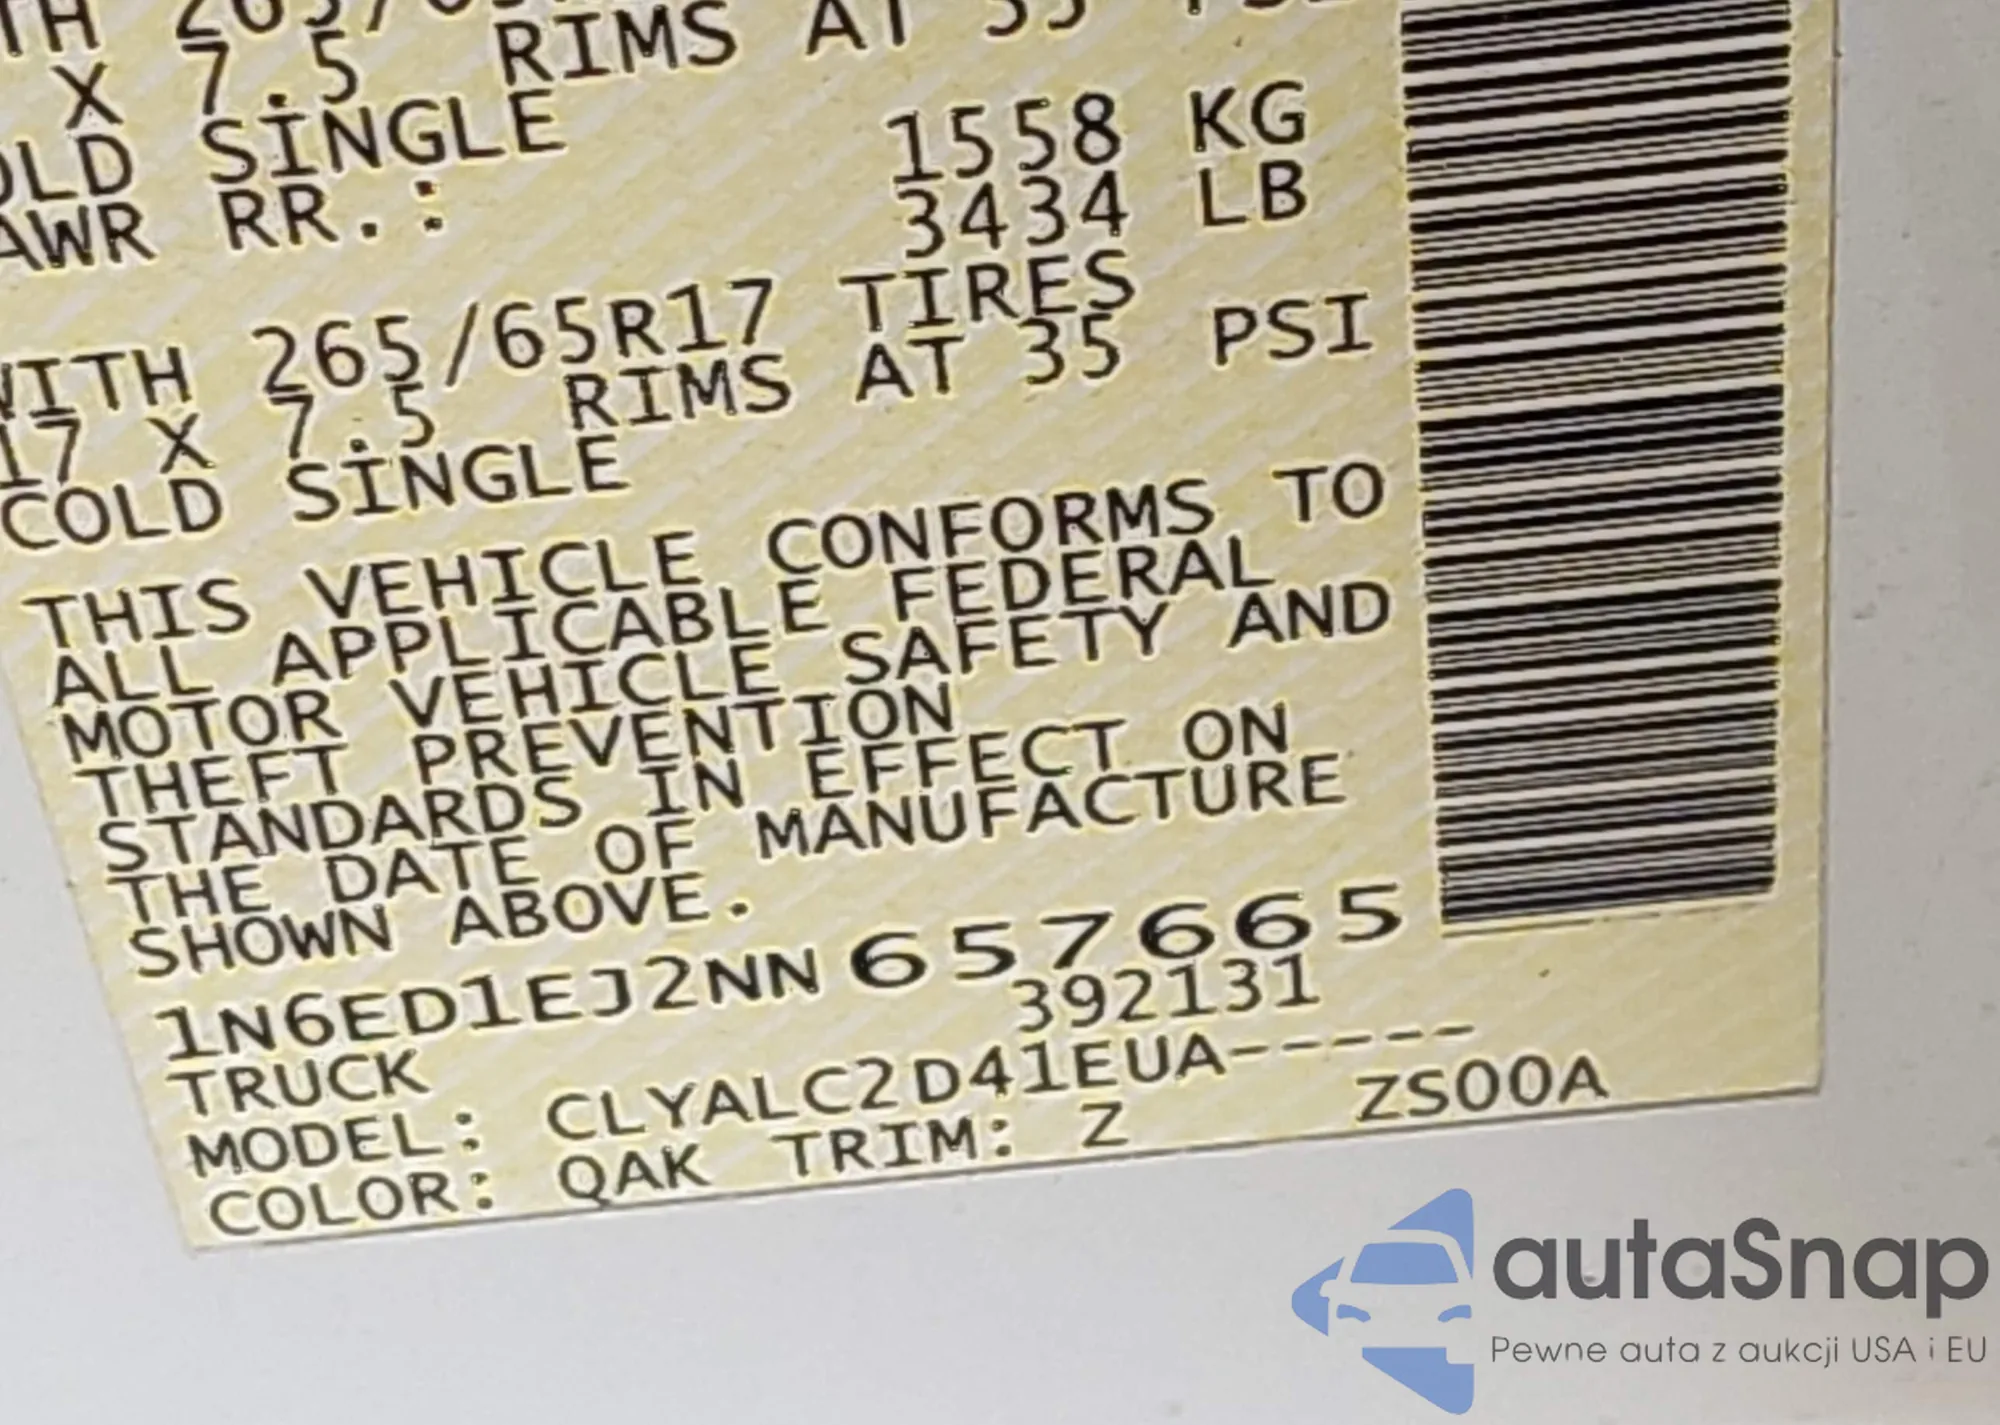 TH 265/65R
X 7.5 RIMS AT 35 PSI
OLD SINGLE
1558 KG
AWR RR.: 3434 LB
WITH 265/65R17 TIRES
17 X 7.5 RIMS AT 35 PSI
COLD SINGLE
THIS VEHICLE CONFORMS TO
ALL APPLICABLE FEDERAL
MOTOR VEHICLE SAFETY AND
THEFT PREVENTION
STANDARDS IN EFFECT ON
THE DATE OF MANUFACTURE
SHOWN ABOVE.
1N6ED1EJ2NN657665
TRUCK 392131
MODEL: CLYALC2D41EUA-----
COLOR: QAK TRIM: Z ZS00A
autaSnap
Pewne auta z aukcji USA i EU